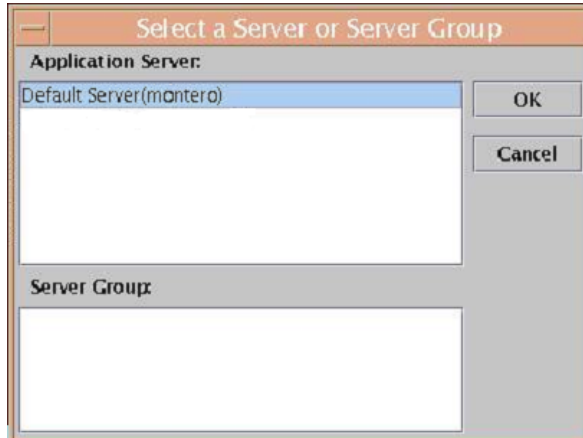 Select a Server or Server Group
Application Server:
Default Server(montero)
OK
Cancel
Server Group: